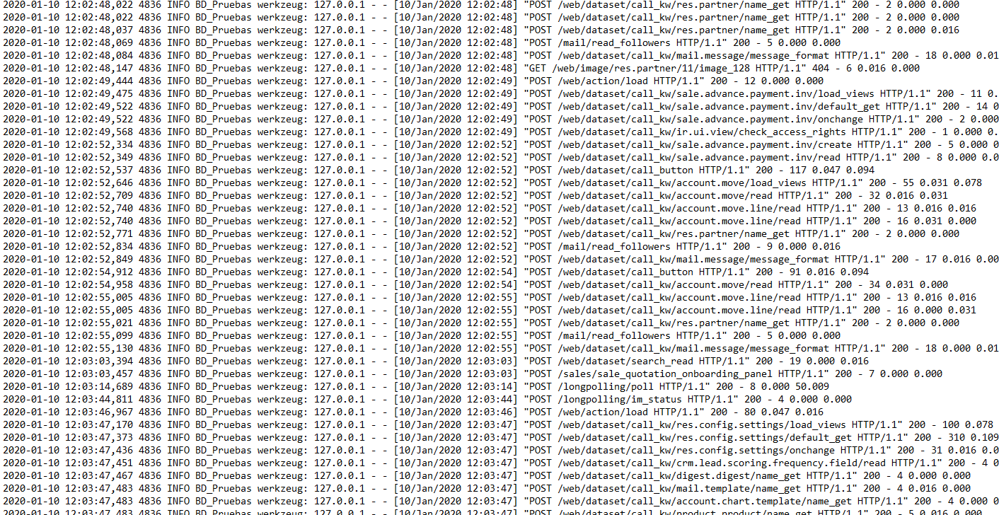 2020-01-10 12:02:48,022 4836 INFO BD_Pruebas werkzeug: 127.0.0.1 - - [10/Jan/2020 12:02:48] "POST /web/dataset/call_kw/res.partner/name_get HTTP/1.1" 200 - 2 0.000 0.000
2020-01-10 12:02:48,022 4836 INFO BD_Pruebas werkzeug: 127.0.0.1 - - [10/Jan/2020 12:02:48] "POST /web/dataset/call_kw/res.partner/name_get HTTP/1.1" 200 - 2 0.000 0.000
2020-01-10 12:02:48,037 4836 INFO BD_Pruebas werkzeug: 127.0.0.1 - - [10/Jan/2020 12:02:48] "POST /web/dataset/call_kw/res.partner/name_get HTTP/1.1" 200 - 2 0.000 0.016
2020-01-10 12:02:48,069 4836 INFO BD_Pruebas werkzeug: 127.0.0.1 - - [10/Jan/2020 12:02:48] "POST /mail/read_followers HTTP/1.1" 200 - 5 0.000 0.000
2020-01-10 12:02:48,084 4836 INFO BD_Pruebas werkzeug: 127.0.0.1 - - [10/Jan/2020 12:02:48] "POST /web/dataset/call_kw/mail.message/message_format HTTP/1.1" 200 - 18 0.000 0.01
2020-01-10 12:02:48,147 4836 INFO BD_Pruebas werkzeug: 127.0.0.1 - - [10/Jan/2020 12:02:48] "GET /web/image/res.partner/11/image_128 HTTP/1.1" 404 - 6 0.016 0.000
2020-01-10 12:02:49,444 4836 INFO BD_Pruebas werkzeug: 127.0.0.1 - - [10/Jan/2020 12:02:49] "POST /web/action/load HTTP/1.1" 200 - 12 0.000 0.000
2020-01-10 12:02:49,475 4836 INFO BD_Pruebas werkzeug: 127.0.0.1 - - [10/Jan/2020 12:02:49] "POST /web/dataset/call_kw/sale.advance.payment.inv/load_views HTTP/1.1" 200 - 11 0.
2020-01-10 12:02:49,522 4836 INFO BD_Pruebas werkzeug: 127.0.0.1 - - [10/Jan/2020 12:02:49] "POST /web/dataset/call_kw/sale.advance.payment.inv/default_get HTTP/1.1" 200 - 14 0
2020-01-10 12:02:49,522 4836 INFO BD_Pruebas werkzeug: 127.0.0.1 - - [10/Jan/2020 12:02:49] "POST /web/dataset/call_kw/sale.advance.payment.inv/onchange HTTP/1.1" 200 - 2 0.000
2020-01-10 12:02:49,568 4836 INFO BD_Pruebas werkzeug: 127.0.0.1 - - [10/Jan/2020 12:02:49] "POST /web/dataset/call_kw/ir.ui.view/check_access_rights HTTP/1.1" 200 - 1 0.000 0.
2020-01-10 12:02:52,334 4836 INFO BD_Pruebas werkzeug: 127.0.0.1 - - [10/Jan/2020 12:02:52] "POST /web/dataset/call_kw/sale.advance.payment.inv/create HTTP/1.1" 200 - 5 0.000 0
2020-01-10 12:02:52,349 4836 INFO BD_Pruebas werkzeug: 127.0.0.1 - - [10/Jan/2020 12:02:52] "POST /web/dataset/call_kw/sale.advance.payment.inv/read HTTP/1.1" 200 - 8 0.000 0.0
2020-01-10 12:02:52,537 4836 INFO BD_Pruebas werkzeug: 127.0.0.1 - - [10/Jan/2020 12:02:52] "POST /web/dataset/call_button HTTP/1.1" 200 - 117 0.047 0.094
2020-01-10 12:02:52,646 4836 INFO BD_Pruebas werkzeug: 127.0.0.1 - - [10/Jan/2020 12:02:52] "POST /web/dataset/call_kw/account.move/load_views HTTP/1.1" 200 - 55 0.031 0.078
2020-01-10 12:02:52,709 4836 INFO BD_Pruebas werkzeug: 127.0.0.1 - - [10/Jan/2020 12:02:52] "POST /web/dataset/call_kw/account.move/read HTTP/1.1" 200 - 32 0.016 0.031
2020-01-10 12:02:52,740 4836 INFO BD_Pruebas werkzeug: 127.0.0.1 - - [10/Jan/2020 12:02:52] "POST /web/dataset/call_kw/account.move.line/read HTTP/1.1" 200 - 13 0.016 0.016
2020-01-10 12:02:52,740 4836 INFO BD_Pruebas werkzeug: 127.0.0.1 - - [10/Jan/2020 12:02:52] "POST /web/dataset/call_kw/account.move.line/read HTTP/1.1" 200 - 16 0.031 0.000
2020-01-10 12:02:52,771 4836 INFO BD_Pruebas werkzeug: 127.0.0.1 - - [10/Jan/2020 12:02:52] "POST /web/dataset/call_kw/res.partner/name_get HTTP/1.1" 200 - 2 0.000 0.000
2020-01-10 12:02:52,834 4836 INFO BD_Pruebas werkzeug: 127.0.0.1 - - [10/Jan/2020 12:02:52] "POST /mail/read_followers HTTP/1.1" 200 - 9 0.000 0.016
2020-01-10 12:02:52,849 4836 INFO BD_Pruebas werkzeug: 127.0.0.1 - - [10/Jan/2020 12:02:52] "POST /web/dataset/call_kw/mail.message/message_format HTTP/1.1" 200 - 17 0.016 0.00
2020-01-10 12:02:54,912 4836 INFO BD_Pruebas werkzeug: 127.0.0.1 - - [10/Jan/2020 12:02:54] "POST /web/dataset/call_button HTTP/1.1" 200 - 91 0.016 0.094
2020-01-10 12:02:54,958 4836 INFO BD_Pruebas werkzeug: 127.0.0.1 - - [10/Jan/2020 12:02:54] "POST /web/dataset/call_kw/account.move/read HTTP/1.1" 200 - 34 0.031 0.000
2020-01-10 12:02:55,005 4836 INFO BD_Pruebas werkzeug: 127.0.0.1 - - [10/Jan/2020 12:02:55] "POST /web/dataset/call_kw/account.move.line/read HTTP/1.1" 200 - 13 0.016 0.016
2020-01-10 12:02:55,005 4836 INFO BD_Pruebas werkzeug: 127.0.0.1 - - [10/Jan/2020 12:02:55] "POST /web/dataset/call_kw/account.move.line/read HTTP/1.1" 200 - 16 0.000 0.031
2020-01-10 12:02:55,021 4836 INFO BD_Pruebas werkzeug: 127.0.0.1 - - [10/Jan/2020 12:02:55] "POST /web/dataset/call_kw/res.partner/name_get HTTP/1.1" 200 - 2 0.000 0.000
2020-01-10 12:02:55,099 4836 INFO BD_Pruebas werkzeug: 127.0.0.1 - - [10/Jan/2020 12:02:55] "POST /mail/read_followers HTTP/1.1" 200 - 5 0.000 0.000
2020-01-10 12:02:55,130 4836 INFO BD_Pruebas werkzeug: 127.0.0.1 - - [10/Jan/2020 12:02:55] "POST /web/dataset/call_kw/mail.message/message_format HTTP/1.1" 200 - 18 0.000 0.01
2020-01-10 12:03:03,394 4836 INFO BD_Pruebas werkzeug: 127.0.0.1 - - [10/Jan/2020 12:03:03] "POST /web/dataset/search_read HTTP/1.1" 200 - 19 0.000 0.016
2020-01-10 12:03:03,457 4836 INFO BD_Pruebas werkzeug: 127.0.0.1 - - [10/Jan/2020 12:03:03] "POST /sales/sale_quotation_onboarding_panel HTTP/1.1" 200 - 7 0.000 0.000
2020-01-10 12:03:14,689 4836 INFO BD_Pruebas werkzeug: 127.0.0.1 - - [10/Jan/2020 12:03:14] "POST /longpolling/poll HTTP/1.1" 200 - 8 0.000 50.009
2020-01-10 12:03:44,811 4836 INFO BD_Pruebas werkzeug: 127.0.0.1 - - [10/Jan/2020 12:03:44] "POST /longpolling/im_status HTTP/1.1" 200 - 4 0.000 0.000
2020-01-10 12:03:46,967 4836 INFO BD_Pruebas werkzeug: 127.0.0.1 - - [10/Jan/2020 12:03:46] "POST /web/action/load HTTP/1.1" 200 - 80 0.047 0.016
2020-01-10 12:03:47,170 4836 INFO BD_Pruebas werkzeug: 127.0.0.1 - - [10/Jan/2020 12:03:47] "POST /web/dataset/call_kw/res.config.settings/load_views HTTP/1.1" 200 - 100 0.078
2020-01-10 12:03:47,373 4836 INFO BD_Pruebas werkzeug: 127.0.0.1 - - [10/Jan/2020 12:03:47] "POST /web/dataset/call_kw/res.config.settings/default_get HTTP/1.1" 200 - 310 0.109
2020-01-10 12:03:47,436 4836 INFO BD_Pruebas werkzeug: 127.0.0.1 - - [10/Jan/2020 12:03:47] "POST /web/dataset/call_kw/res.config.settings/onchange HTTP/1.1" 200 - 31 0.016 0.0
2020-01-10 12:03:47,451 4836 INFO BD_Pruebas werkzeug: 127.0.0.1 - - [10/Jan/2020 12:03:47] "POST /web/dataset/call_kw/crm.lead.scoring.frequency.field/read HTTP/1.1" 200 - 4 0
2020-01-10 12:03:47,467 4836 INFO BD_Pruebas werkzeug: 127.0.0.1 - - [10/Jan/2020 12:03:47] "POST /web/dataset/call_kw/digest.digest/name_get HTTP/1.1" 200 - 4 0.000 0.000
2020-01-10 12:03:47,483 4836 INFO BD_Pruebas werkzeug: 127.0.0.1 - - [10/Jan/2020 12:03:47] "POST /web/dataset/call_kw/mail.template/name_get HTTP/1.1" 200 - 4 0.016 0.000
2020-01-10 12:03:47,483 4836 INFO BD_Pruebas werkzeug: 127.0.0.1 - - [10/Jan/2020 12:03:47] "POST /web/dataset/call_kw/account.chart.template/name_get HTTP/1.1" 200 - 4 0.000 0
2020-01-10 12:03:47,483 4836 INFO BD_Pruebas werkzeug: 127.0.0.1 - - [10/Jan/2020 12:03:47] "POST /web/dataset/call_kw/product.product/name_get HTTP/1.1" 200 - 5 0.016 0.000